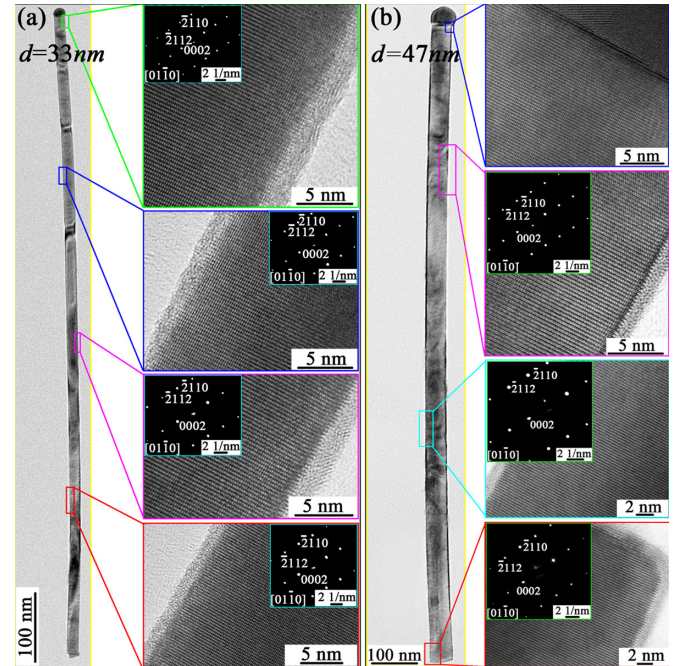 (a)
d=33nm
2̄110
2̄112
0002
[011̄0]
2 1/nm
5 nm
2̄110
2̄112
0002
[011̄0]
2 1/nm
5 nm
2̄110
2̄112
0002
[011̄0]
2 1/nm
5 nm
2̄110
2̄112
0002
[011̄0]
2 1/nm
5 nm
100 nm
(b)
d=47nm
5 nm
2̄110
2̄112
0002
[011̄0]
2 1/nm
5 nm
2̄110
2̄112
0002
[011̄0]
2 1/nm
2 nm
2̄110
2̄112
0002
[011̄0]
2 1/nm
2 nm
100 nm